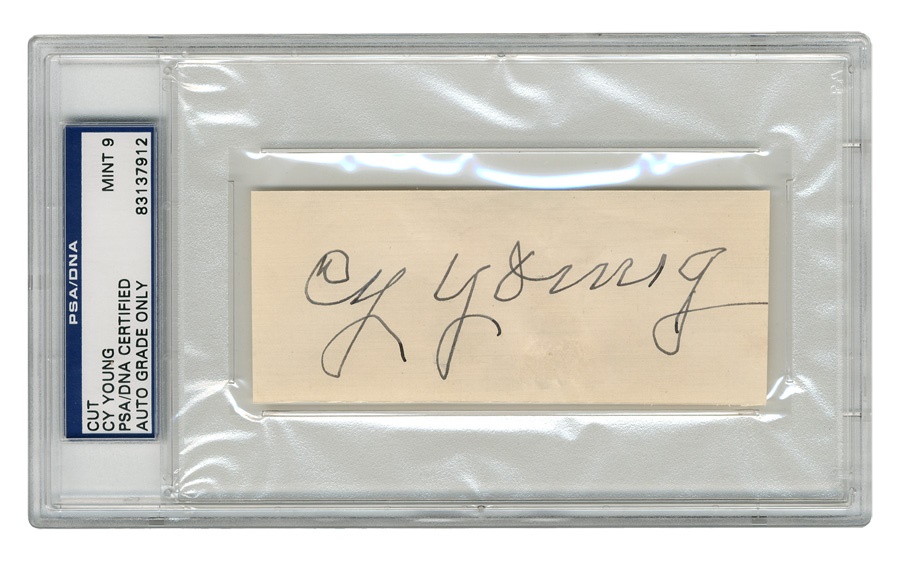 PSA/DNA
CUT
CY YOUNG
PSA/DNA CERTIFIED
AUTO GRADE ONLY
MINT 9
83137912
Cy Young